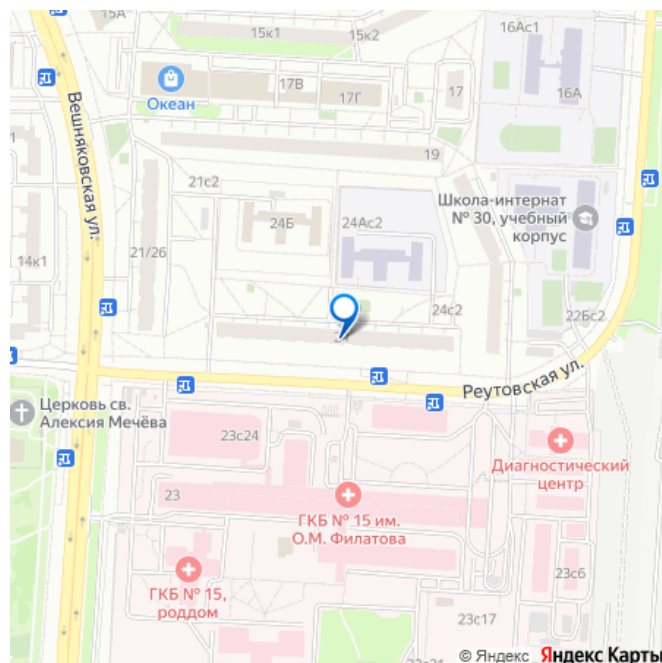 15А
15к1
15к2
16Ас1
17В
17Г
17
16А
Океан
Вешняковская ул.
19
21с2
24Б
24Ас2
Школа-интернат
№ 30, учебный
корпус
21/26
14к1
24с2
22Бс2
Реутовская ул.
Церковь св.
Алексия Мечёва
23с24
Диагностический
центр
23
ГКБ № 15 им.
О.М. Филатова
ГКБ № 15,
роддом
23с6
23с17
© Яндекс Яндекс Карты